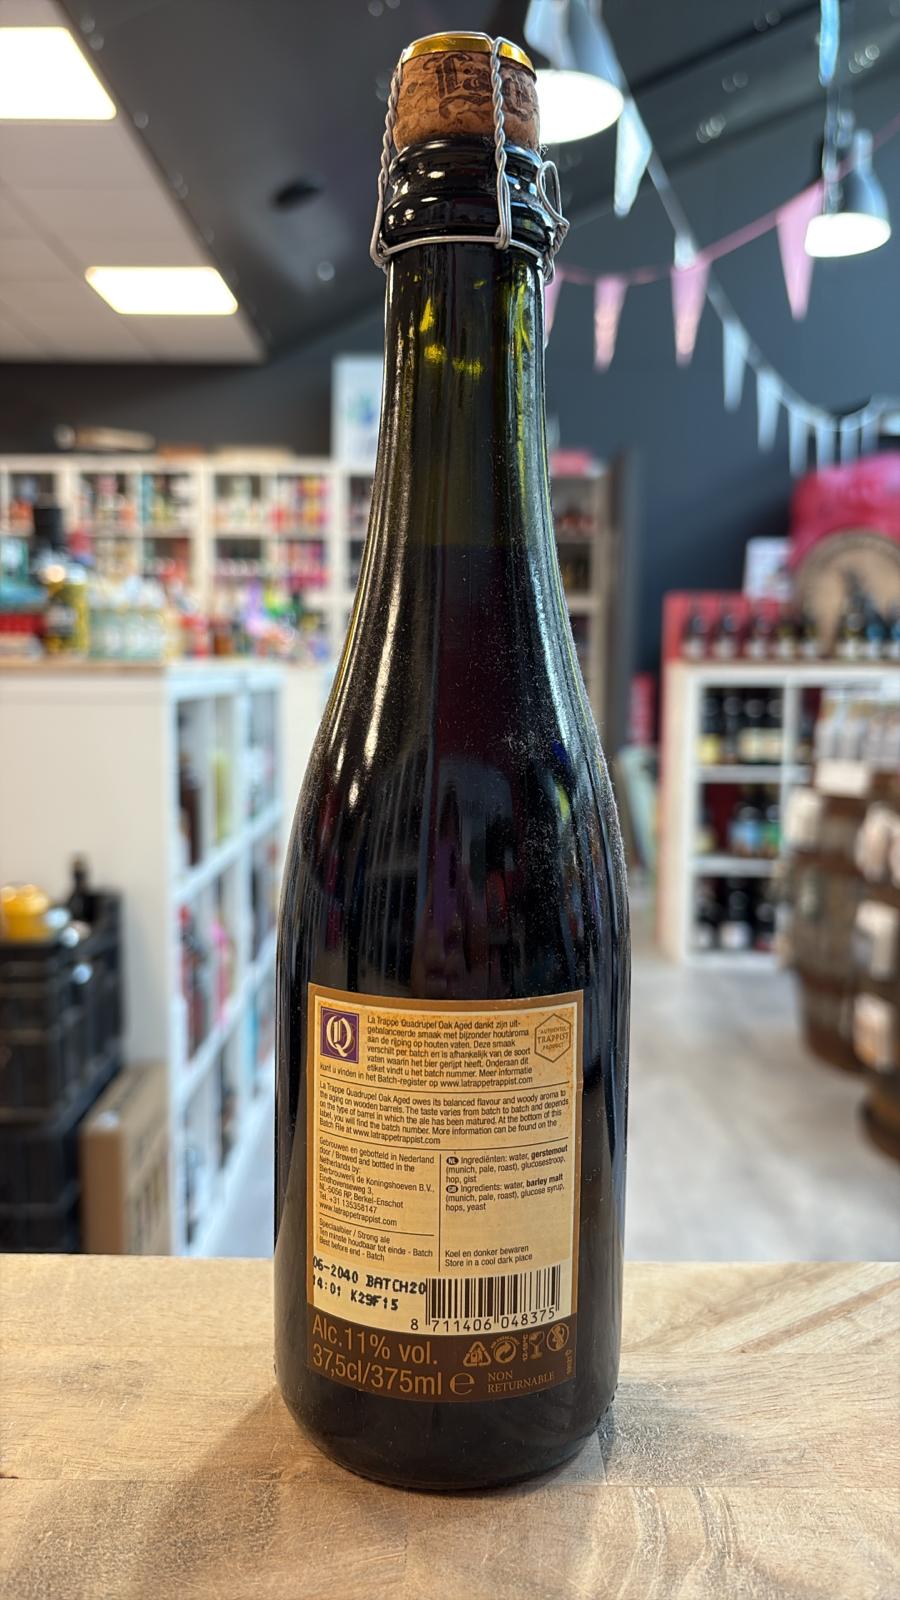 La Trappe Quadrupel Oak Aged dankt zijn uit-
gebalanceerde smaak met bijzonder houtaroma
aan de rijping op houten vaten. Deze smaak
verschilt per batch en is afhankelijk van de soort
vaten waarin het bier gerijpt heeft. Onderaan dit
etiket vindt u het batch nummer. Meer informatie
kunt u vinden in het Batch-register op www.latrappetrappist.com
Q
AUTHENTIC
TRAPPIST
PRODUCT
La Trappe Quadrupel Oak Aged owes its balanced flavour and woody aroma to
the aging on wooden barrels. The taste varies from batch to batch and depends
on the type of barrel in which the ale has been matured. At the bottom of this
label, you will find the batch number. More information can be found on the
Batch File at www.latrappetrappist.com
Gebrouwen en gebotteld in Nederland
door / Brewed and bottled in the
Netherlands by:
Bierbrouwerij de Koningshoeven B.V.,
Eindhovenseweg 3,
NL-5056 RP, Berkel-Enschot
Tel. +31 135358147
www.latrappetrappist.com
Speciaalbier / Strong ale
Ten minste houdbaar tot einde - Batch
Best before end - Batch
NL Ingrediënten: water, gerstemout
(munich, pale, roast), glucosestroop,
hop, gist
GB Ingredients: water, barley malt
(munich, pale, roast), glucose syrup,
hops, yeast
Koel en donker bewaren
Store in a cool dark place
06-2040 BATCH20
14:01 K29F15
8 711406 048375
Alc.11% vol.
37,5cl/375ml e
NON
RETURNABLE